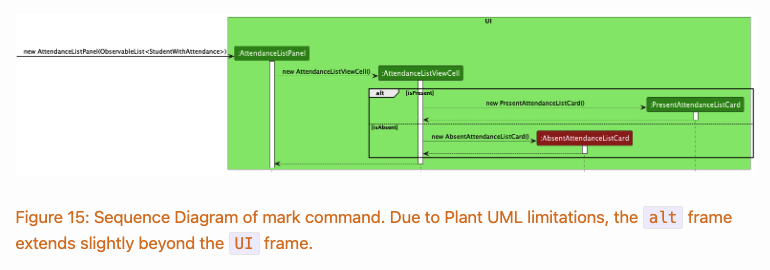 UI
new AttendanceListPanel(ObservableList<StudentWithAttendance>)
:AttendanceListPanel
new AttendanceListViewCell()
:AttendanceListViewCell
alt
[isPresent]
new PresentAttendanceListCard()
:PresentAttendanceListCard
[isAbsent]
new AbsentAttendanceListCard()
:AbsentAttendanceListCard
Figure 15: Sequence Diagram of mark command. Due to Plant UML limitations, the alt frame
extends slightly beyond the UI frame.